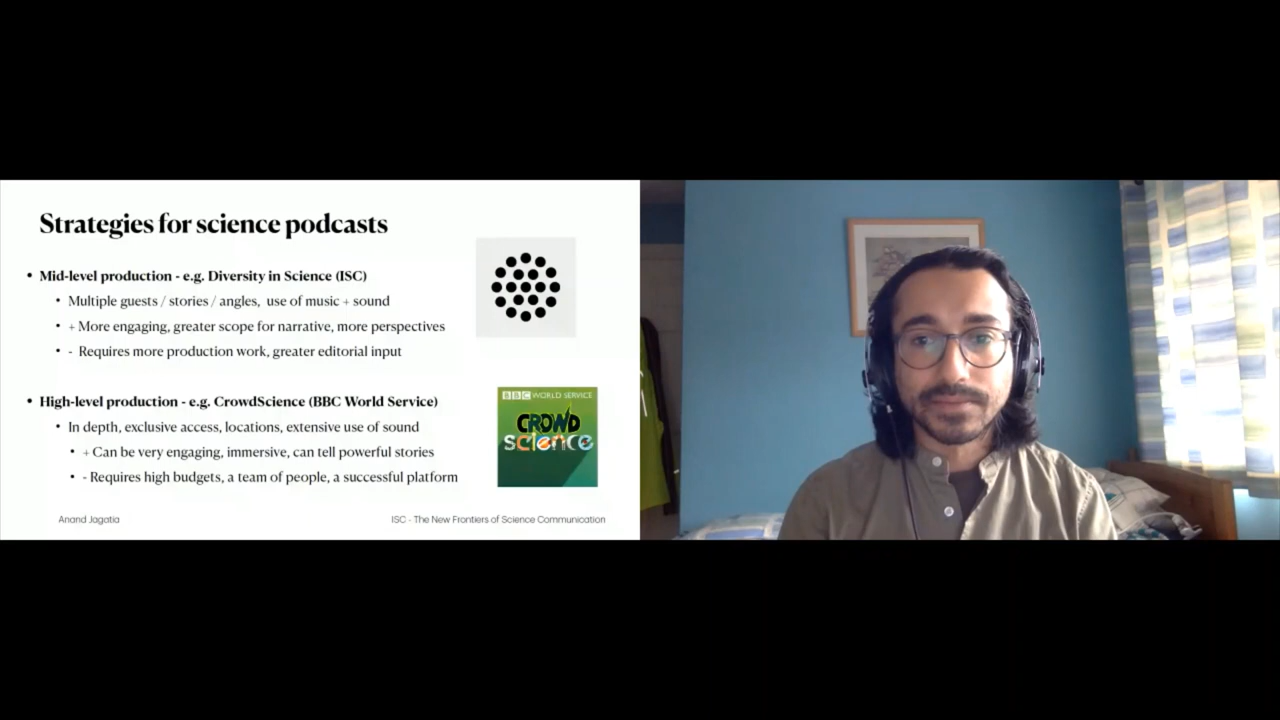 Strategies for science podcasts
• Mid-level production - e.g. Diversity in Science (ISC)
• Multiple guests / stories / angles, use of music + sound
• + More engaging, greater scope for narrative, more perspectives
• - Requires more production work, greater editorial input
• High-level production - e.g. CrowdScience (BBC World Service)
• In depth, exclusive access, locations, extensive use of sound
• + Can be very engaging, immersive, can tell powerful stories
• - Requires high budgets, a team of people, a successful platform
BBC WORLD SERVICE
CROWD
science
Anand Jagatia
ISC - The New Frontiers of Science Communication